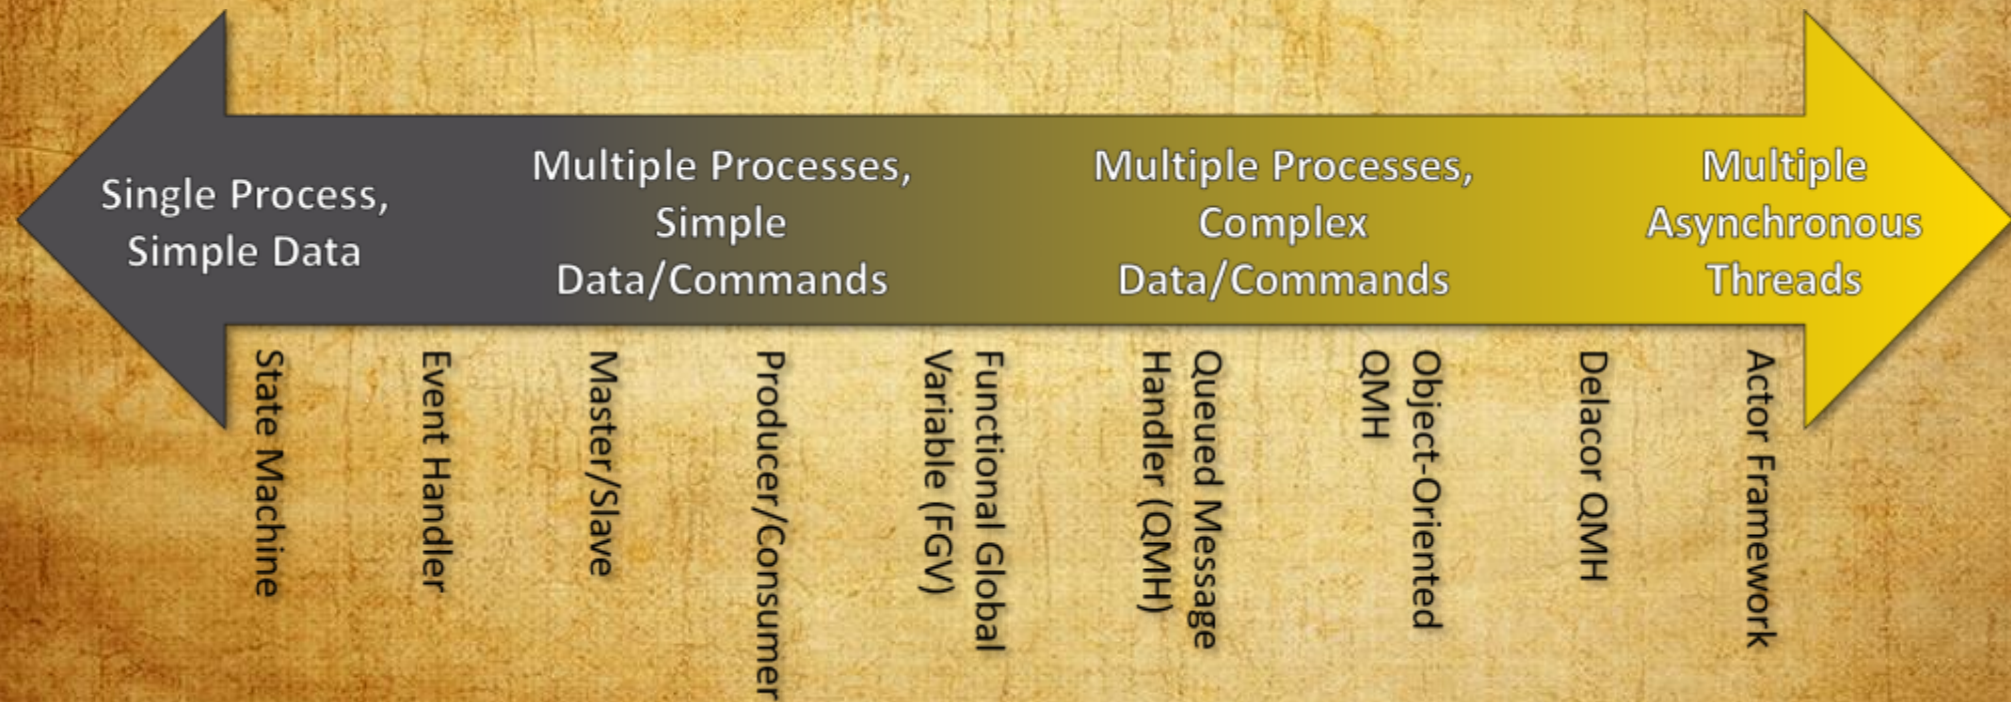 Single Process,
Simple Data
Multiple Processes,
Simple
Data/Commands
Multiple Processes,
Complex
Data/Commands
Multiple
Asynchronous
Threads
State Machine
Event Handler
Master/Slave
Producer/Consumer
Functional Global
Variable (FGV)
Queued Message
Handler (QMH)
Object-Oriented
QMH
Delacor QMH
Actor Framework